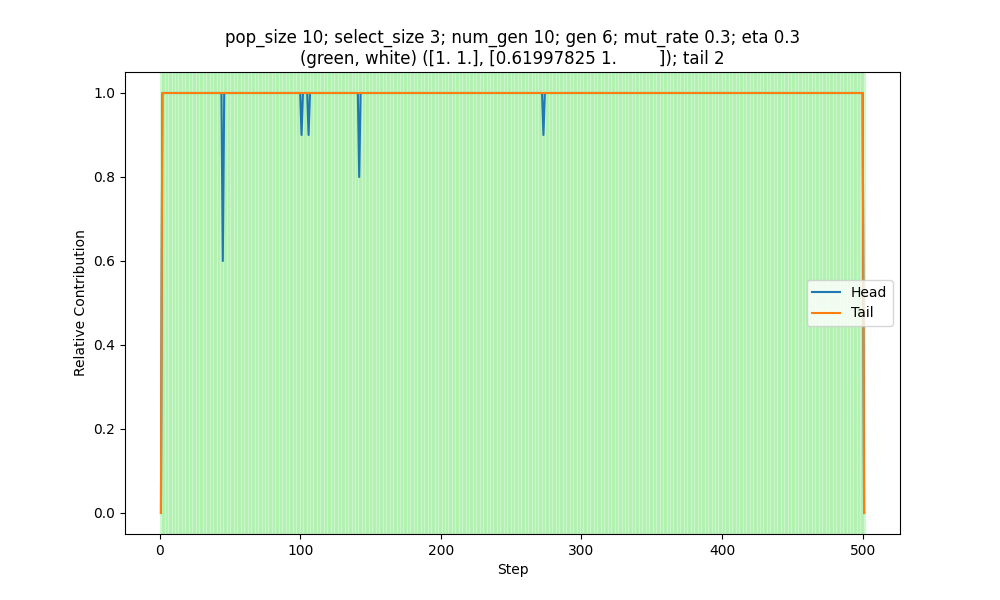 pop_size 10; select_size 3; num_gen 10; gen 6; mut_rate 0.3; eta 0.3
(green, white) ([1. 1.], [0.61997825 1.         ]); tail 2
1.0
0.8
0.6
0.4
0.2
0.0
Relative Contribution
Head
Tail
0
100
200
300
400
500
Step